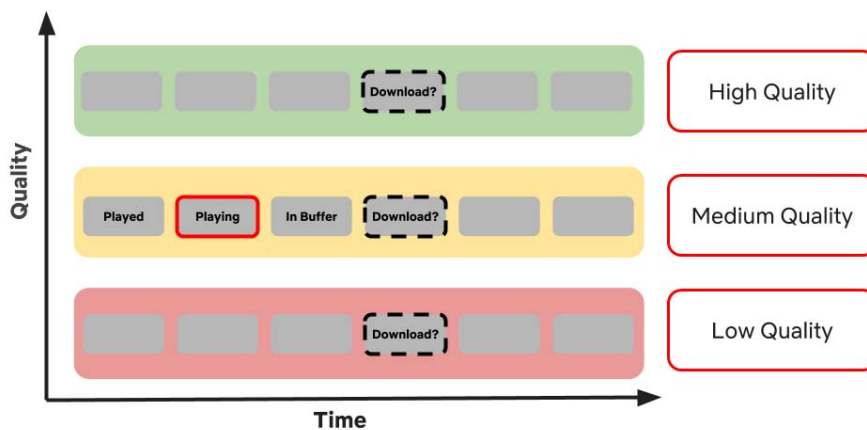 Quality
Download?
High Quality
Played
Playing
In Buffer
Download?
Medium Quality
Download?
Low Quality
Time